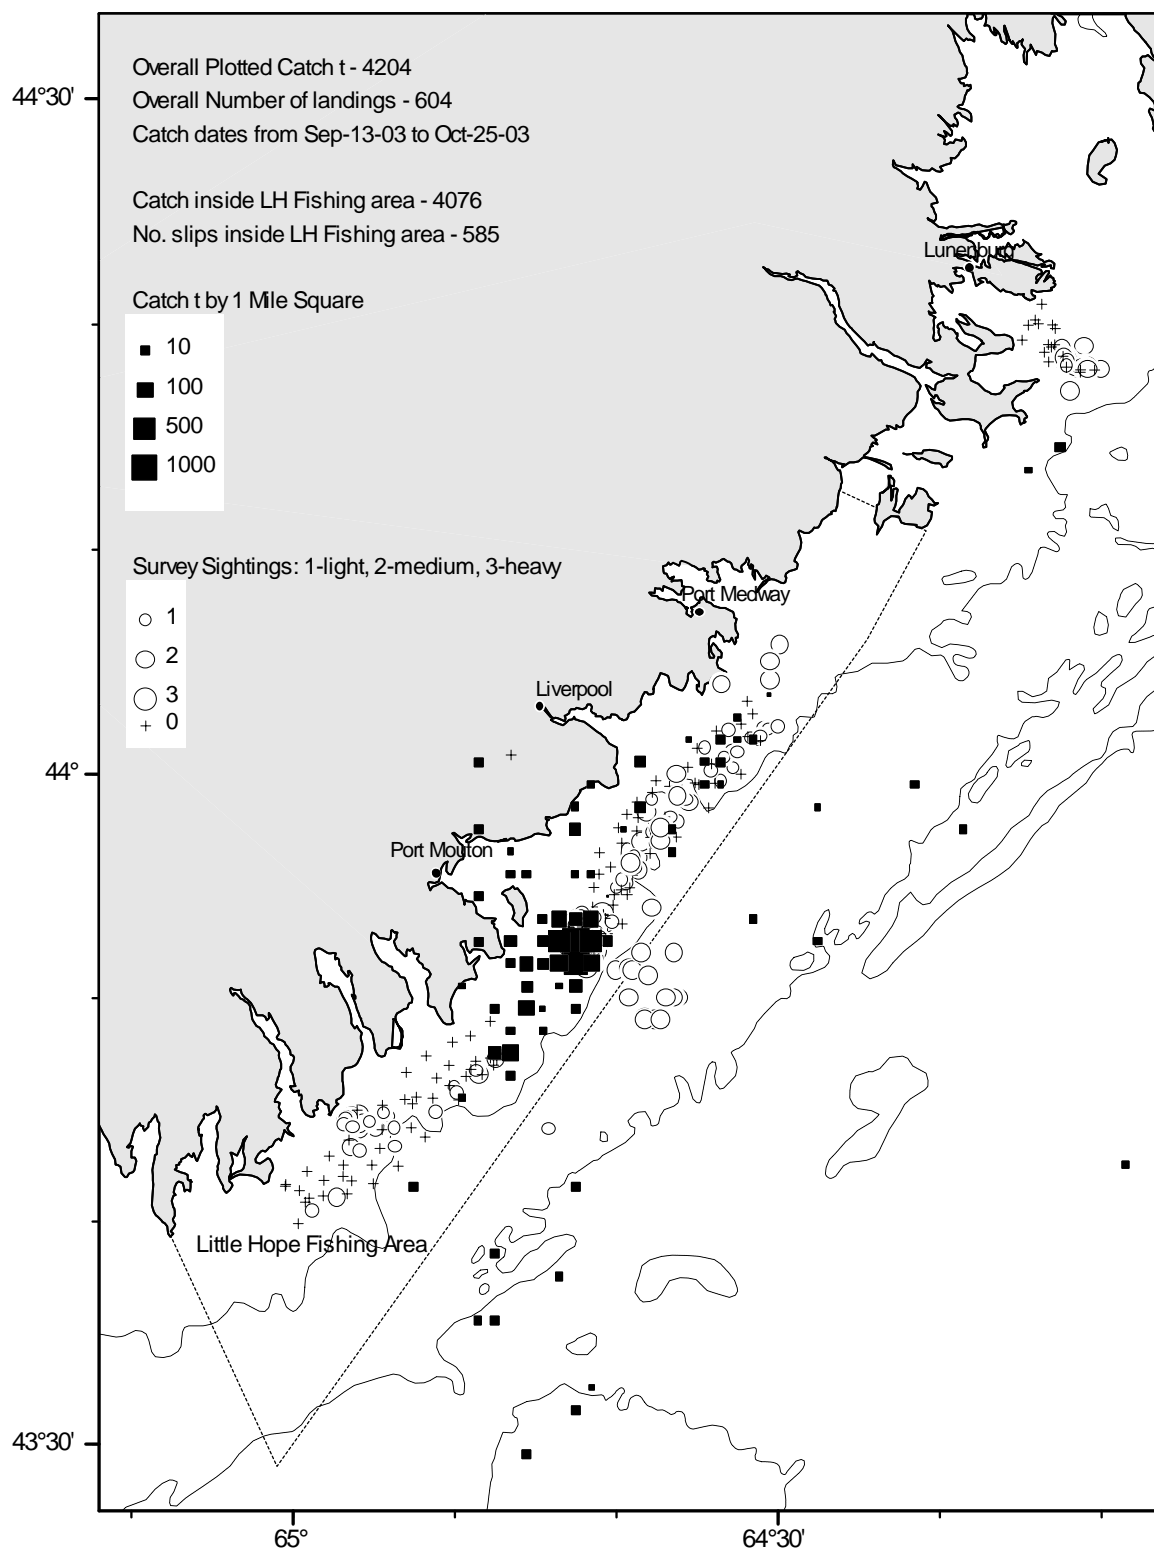 Overall Plotted Catch t - 4204
44°30'
Overall Number of landings - 604
Catch dates from Sep-13-03 to Oct-25-03
Catch inside LH Fishing area - 4076
No. slips inside LH Fishing area - 585
Lunenburg
Catch t by 1 Mile Square
10
100
500
1000
Survey Sightings: 1-light, 2-medium, 3-heavy
Port Medway
1
2
3
0
Liverpool
44°
Port Mouton
Little Hope Fishing Area
43°30'
65°
64°30'